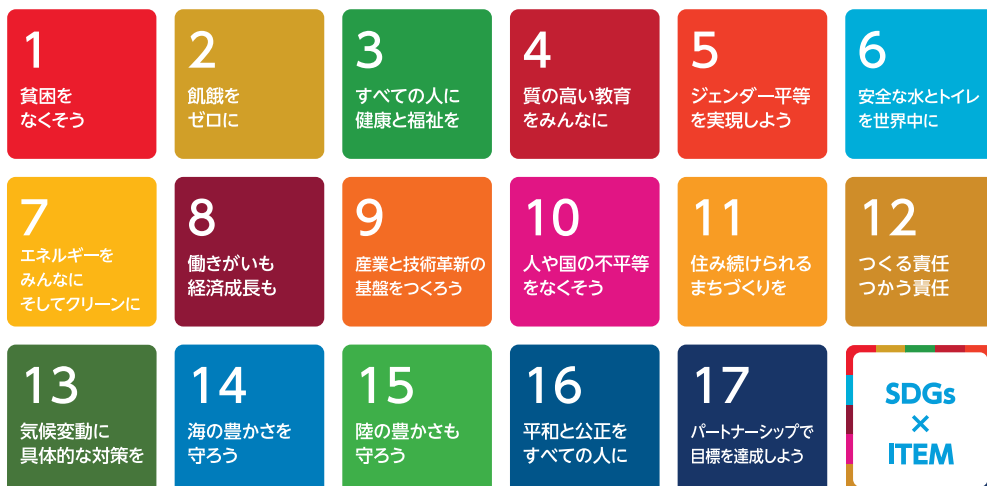 1
貧困を
なくそう
2
飢餓を
ゼロに
3
すべての人に
健康と福祉を
4
質の高い教育
をみんなに
5
ジェンダー平等
を実現しよう
6
安全な水とトイレ
を世界中に
7
エネルギーを
みんなに
そしてクリーンに
8
働きがいも
経済成長も
9
産業と技術革新の
基盤をつくろう
10
人や国の不平等
をなくそう
11
住み続けられる
まちづくりを
12
つくる責任
つかう責任
13
気候変動に
具体的な対策を
14
海の豊かさを
守ろう
15
陸の豊かさも
守ろう
16
平和と公正を
すべての人に
17
パートナーシップで
目標を達成しよう
SDGs
×
ITEM